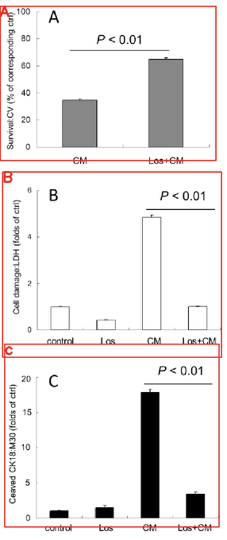 A
A
P < 0.01
Survival:CV (% of corresponding ctrl)
100
80
60
40
20
0
CM
Los+CM
B
B
P < 0.01
Cell damage:LDH (folds of ctrl)
6
4
2
0
control
Los
CM
Los+CM
C
C
P < 0.01
Cleaved CK18:M30 (folds of ctrl)
20
15
10
5
0
control
Los
CM
Los+CM